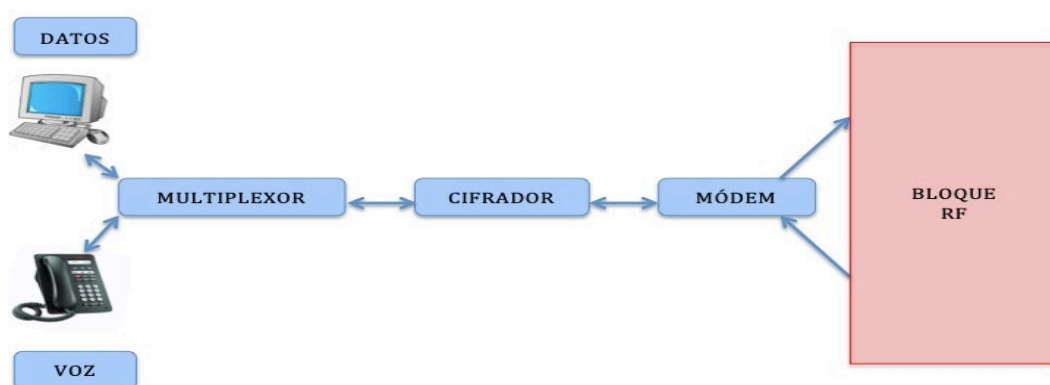 DATOS
MULTIPLEXOR
CIFRADOR
MÓDEM
BLOQUE
RF
VOZ